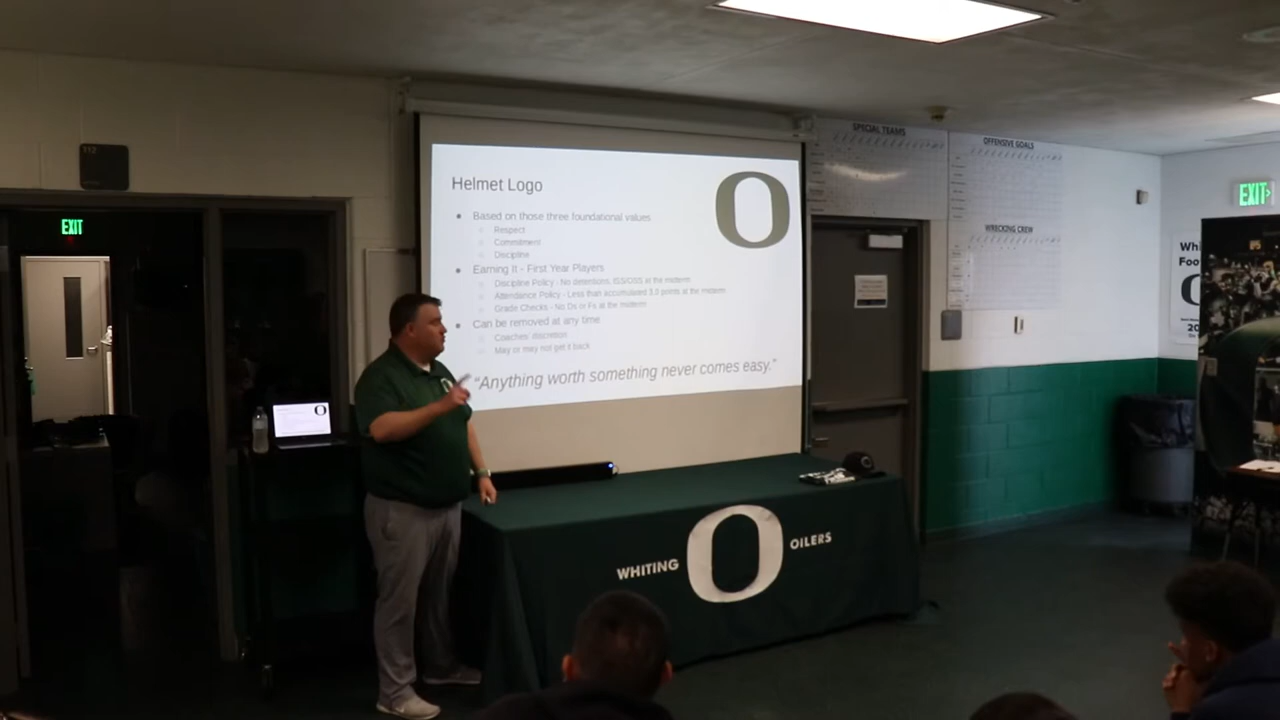 112
EXIT
Helmet Logo
O
Based on those three foundational values
Respect
Commitment
Discipline
Earning It - First Year Players
Discipline Policy - No detentions, ISS/OSS at the midterm
Attendance Policy - Less than accumulated 3.0 points at the midterm
Grade Checks - No Ds or Fs at the midterm
Can be removed at any time
Coaches' discretion
May or may not get it back
"Anything worth something never comes easy."
SPECIAL TEAMS
OFFENSIVE GOALS
WRECKING CREW
EXIT
WHITING O OILERS